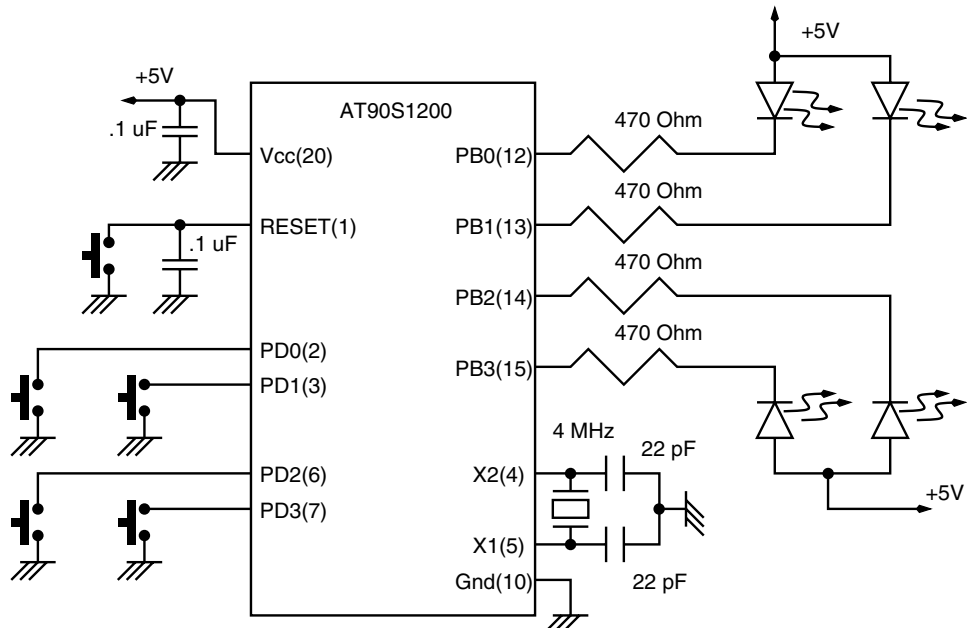 +5V
+5V
AT90S1200
.1 uF
470 Ohm
Vcc(20)
PB0(12)
470 Ohm
RESET(1)
PB1(13)
.1 uF
470 Ohm
PB2(14)
470 Ohm
PD0(2)
PB3(15)
PD1(3)
4 MHz
22 pF
PD2(6)
X2(4)
+5V
PD3(7)
X1(5)
Gnd(10)
22 pF